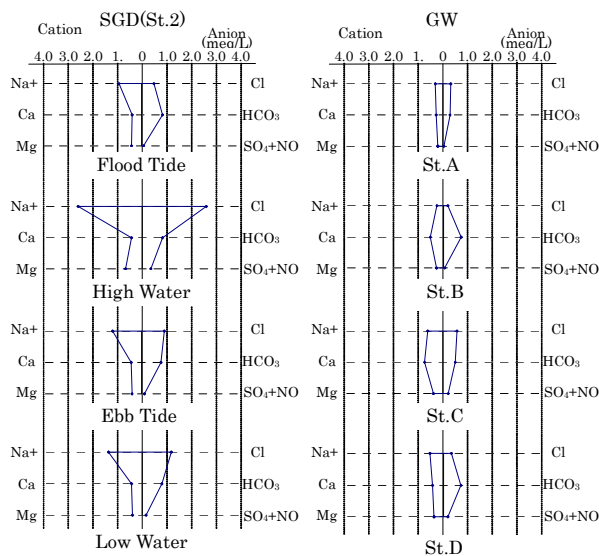 SGD(St.2)
Cation
Anion
(meq/L)
4.0 3.0 2.0 1. 0 1.0 2.0 3.0 4.0
Na+ Cl
Ca HCO₃
Mg SO₄+NO
Flood Tide
Na+ Cl
Ca HCO₃
Mg SO₄+NO
High Water
Na+ Cl
Ca HCO₃
Mg SO₄+NO
Ebb Tide
Na+ Cl
Ca HCO₃
Mg SO₄+NO
Low Water
GW
Cation
Anion
(meq/L)
4.0 3.0 2.0 1.0 0 1.0 2.0 3.0 4.0
Na+ Cl
Ca HCO₃
Mg SO₄+NO
St.A
Na+ Cl
Ca HCO₃
Mg SO₄+NO
St.B
Na+ Cl
Ca HCO₃
Mg SO₄+NO
St.C
Na+ Cl
Ca HCO₃
Mg SO₄+NO
St.D